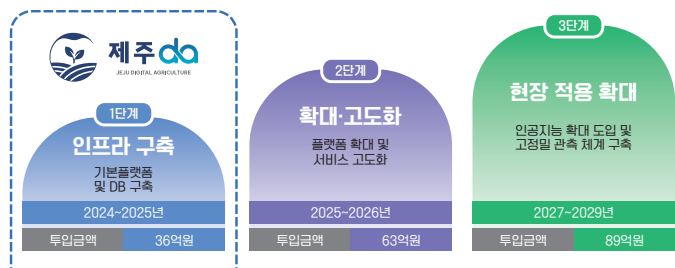 제주da
JEJU DIGITAL AGRICULTURE
1단계
인프라 구축
기본플랫폼
및 DB 구축
2024~2025년
투입금액 36억원
2단계
확대·고도화
플랫폼 확대 및
서비스 고도화
2025~2026년
투입금액 63억원
3단계
현장 적용 확대
인공지능 확대 도입 및
고정밀 관측 체계 구축
2027~2029년
투입금액 89억원